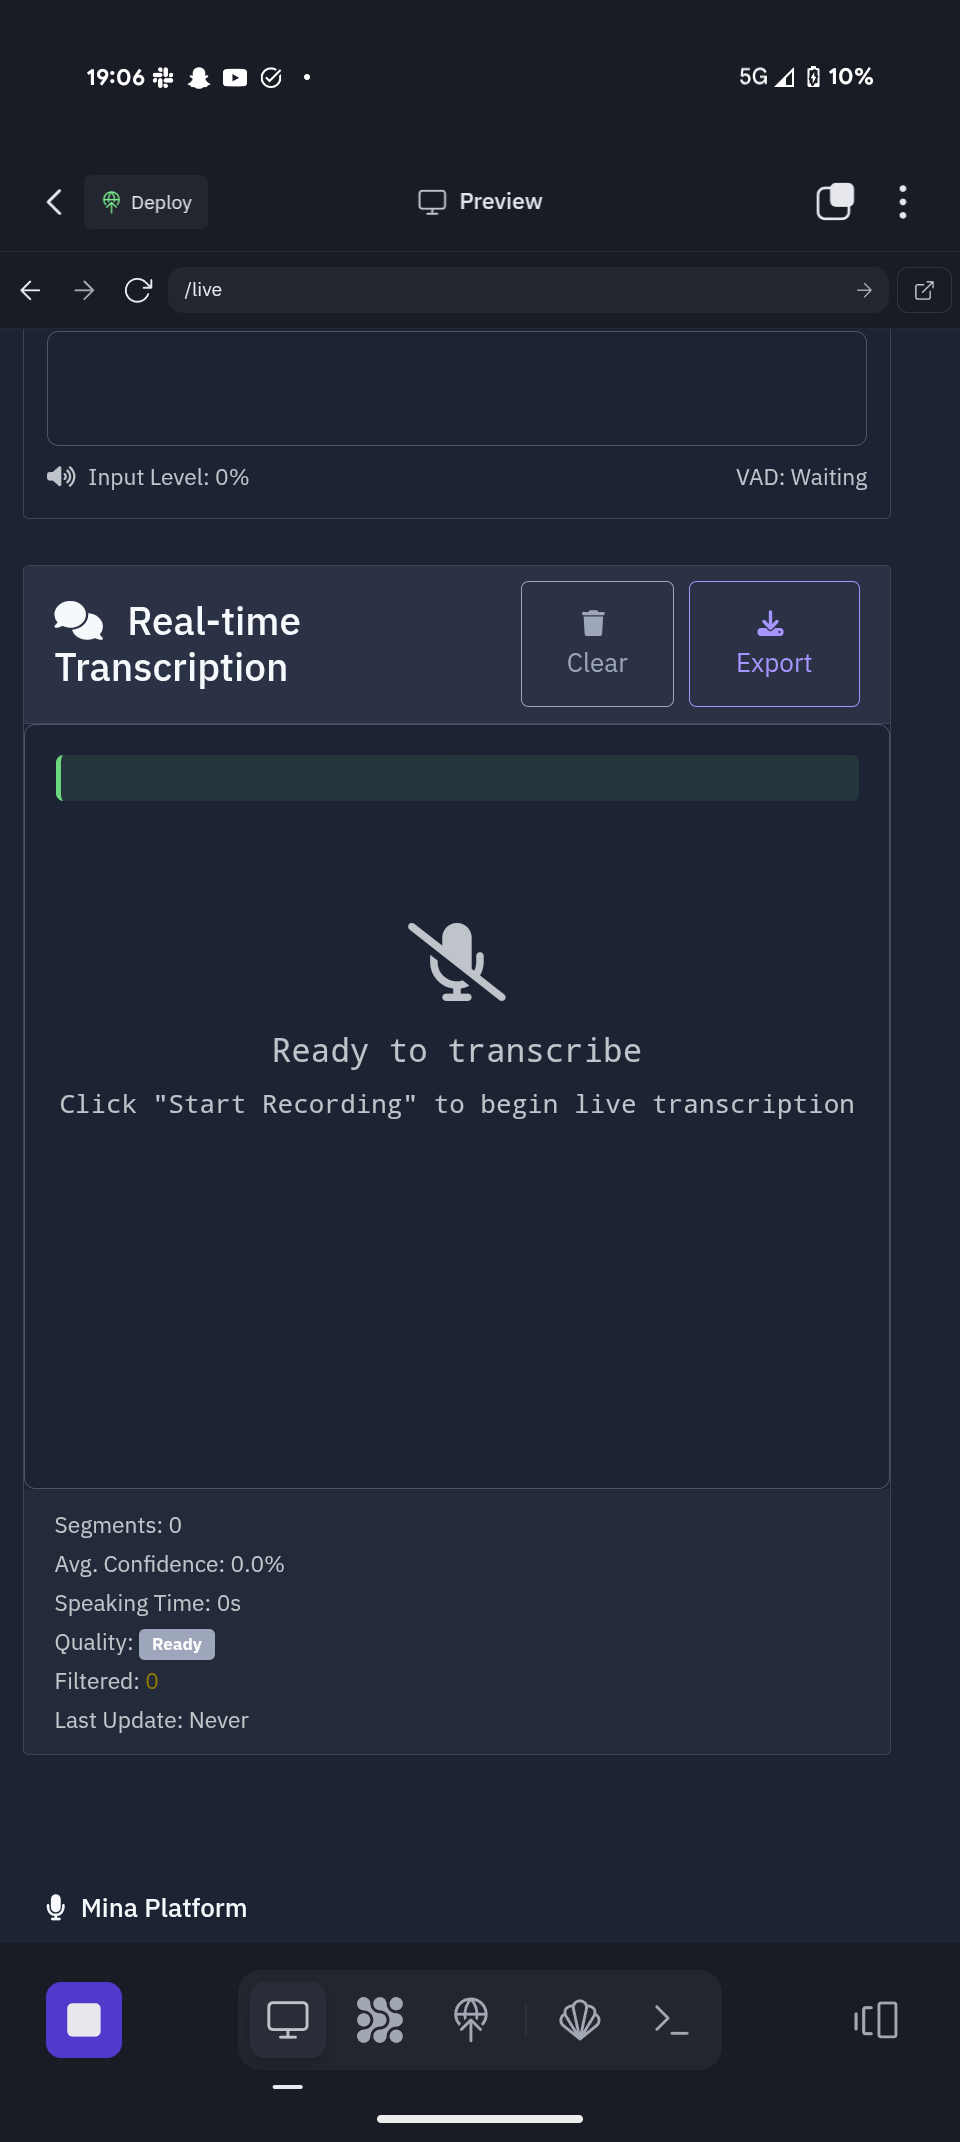 19:06
5G 10%
Deploy
Preview
/live
Input Level: 0%
VAD: Waiting
Real-time
Transcription
Clear
Export
Ready to transcribe
Click "Start Recording" to begin live transcription
Segments: 0
Avg. Confidence: 0.0%
Speaking Time: 0s
Quality: Ready
Filtered: 0
Last Update: Never
Mina Platform